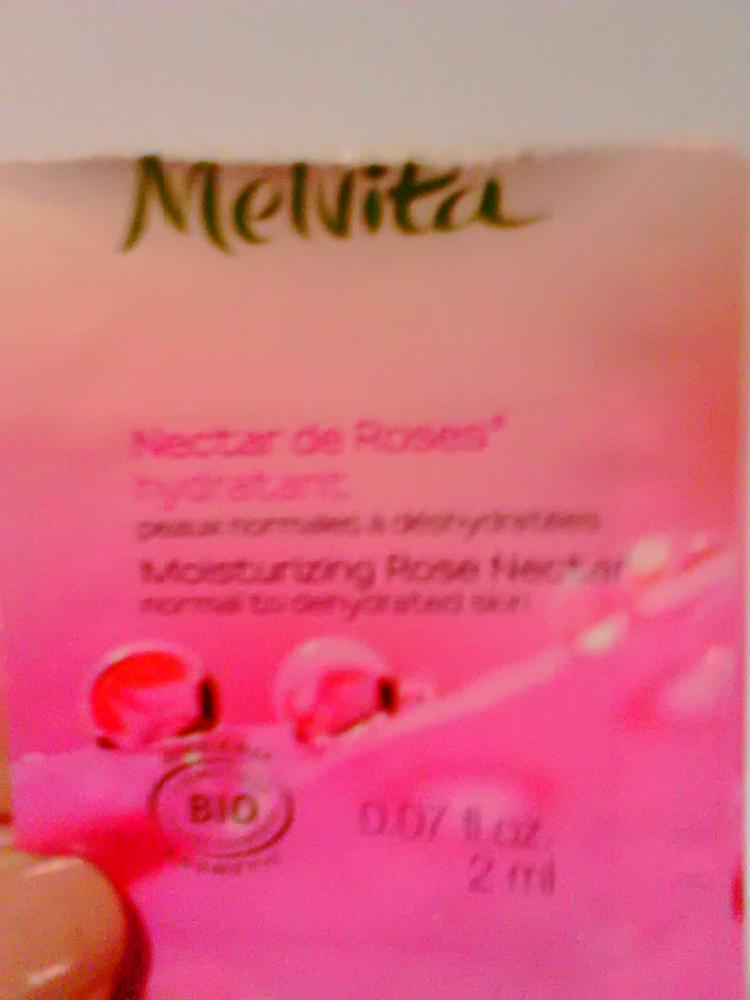 Melvita
Nectar de Roses*
hydratant
peaux normales à déshydratées
Moisturizing Rose Nectar
normal to dehydrated skin
BIO
0.07 fl.oz.
2 ml